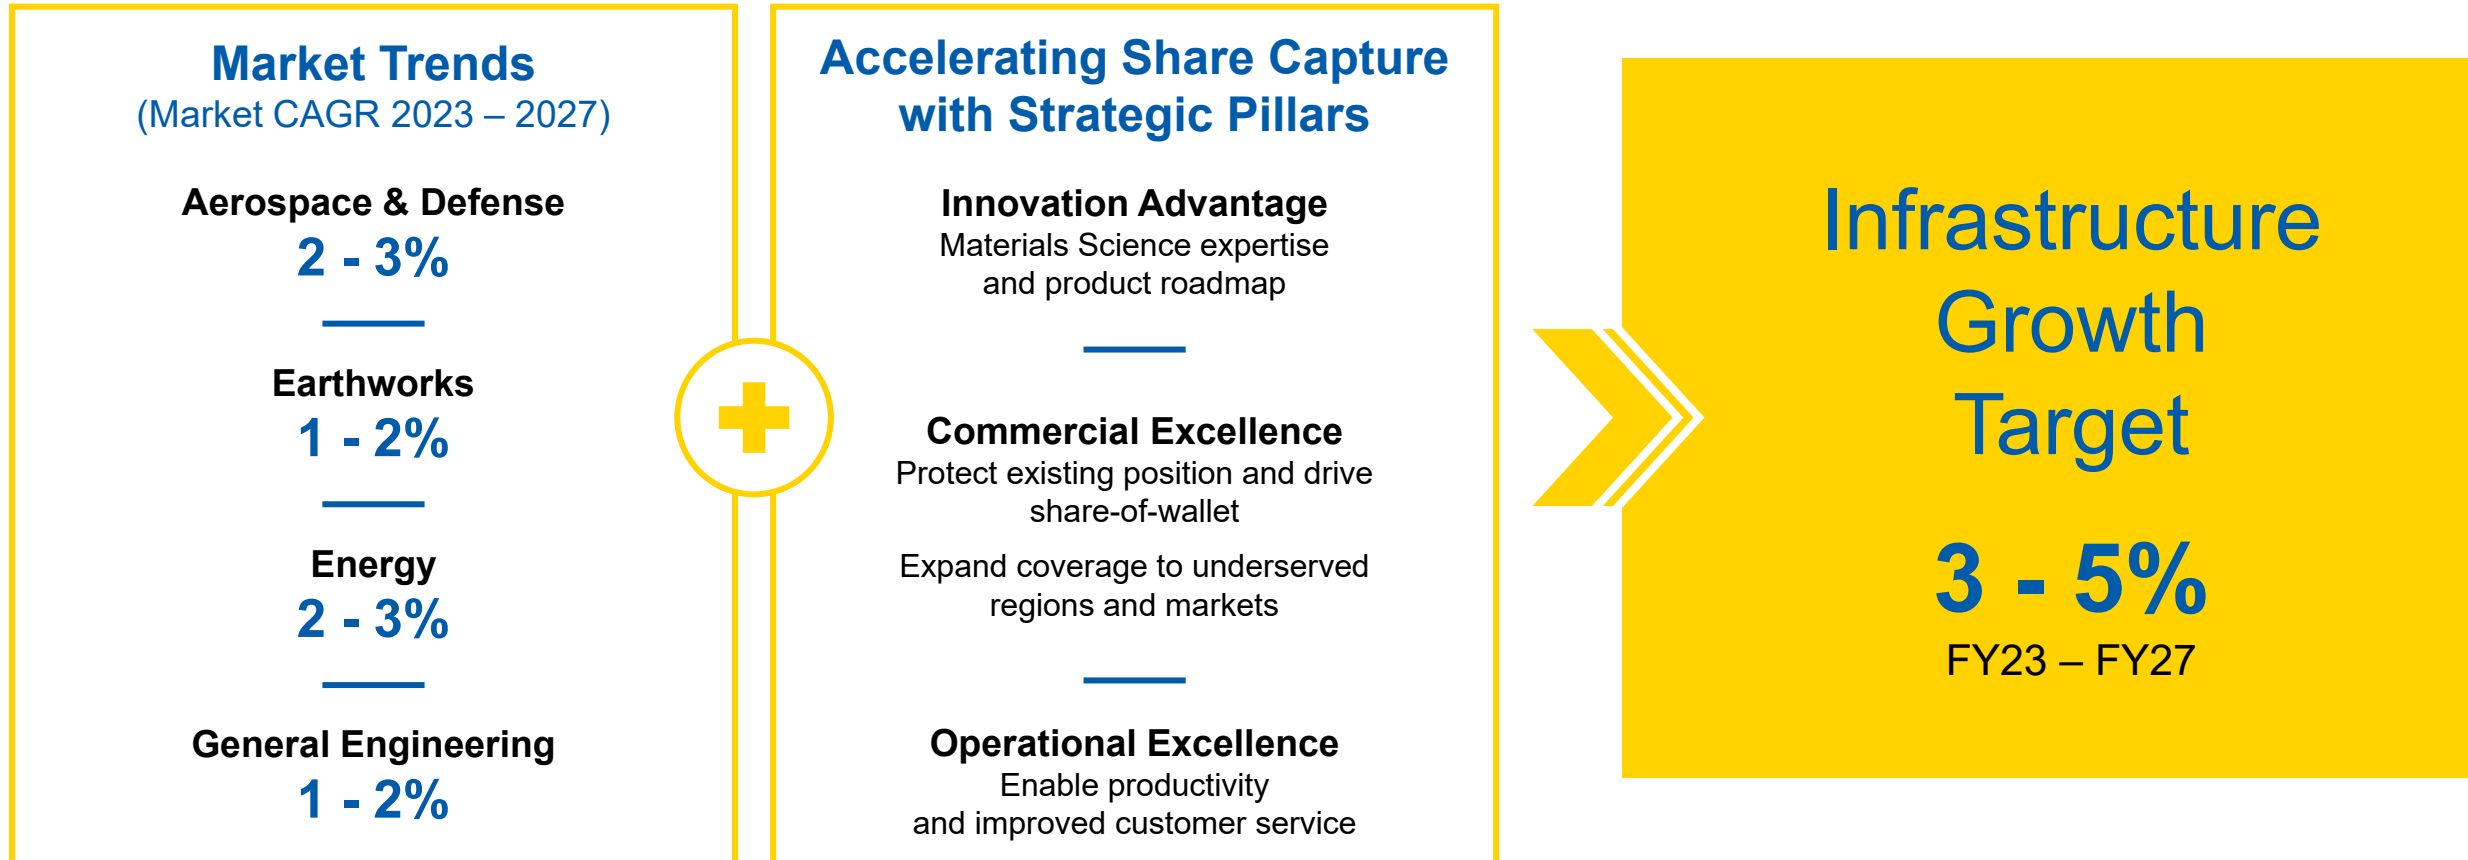 Market Trends
(Market CAGR 2023 – 2027)
Aerospace & Defense
2 - 3%
Earthworks
1 - 2%
Energy
2 - 3%
General Engineering
1 - 2%
Accelerating Share Capture
with Strategic Pillars
Innovation Advantage
Materials Science expertise
and product roadmap
Commercial Excellence
Protect existing position and drive
share-of-wallet
Expand coverage to underserved
regions and markets
Operational Excellence
Enable productivity
and improved customer service
Infrastructure
Growth
Target
3 - 5%
FY23 – FY27